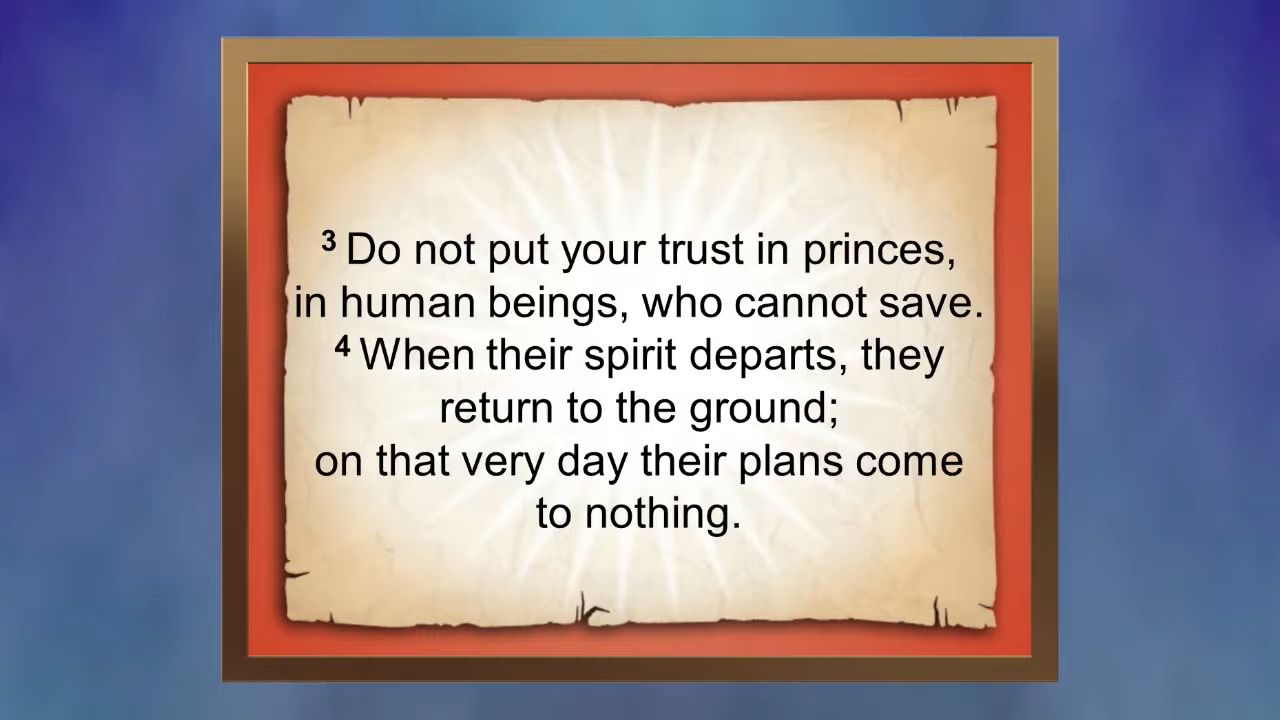 3 Do not put your trust in princes,
in human beings, who cannot save.
4 When their spirit departs, they
return to the ground;
on that very day their plans come
to nothing.